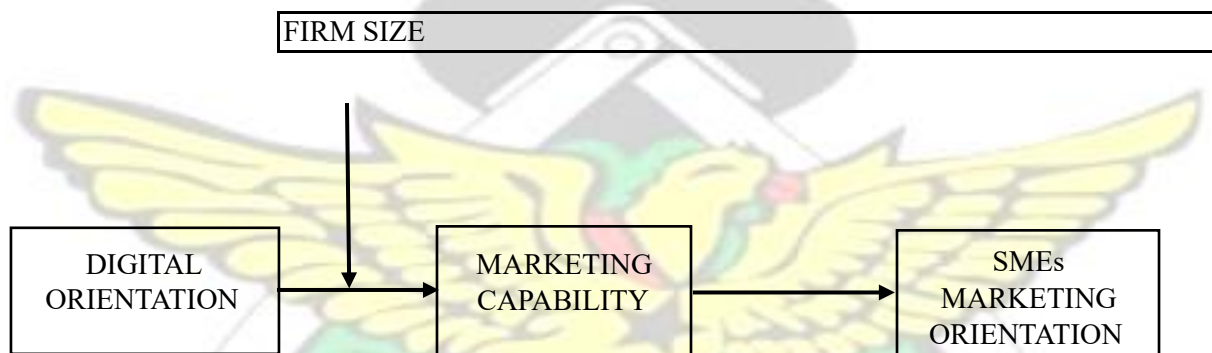 FIRM SIZE
DIGITAL
ORIENTATION
MARKETING
CAPABILITY
SMEs
MARKETING
ORIENTATION